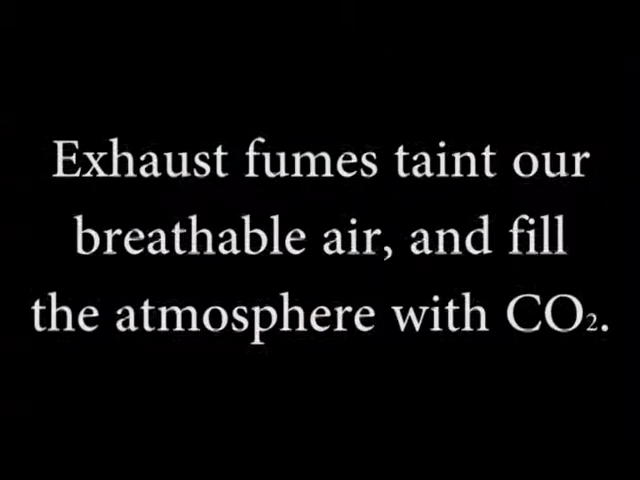 Exhaust fumes taint our
breathable air, and fill
the atmosphere with CO₂.